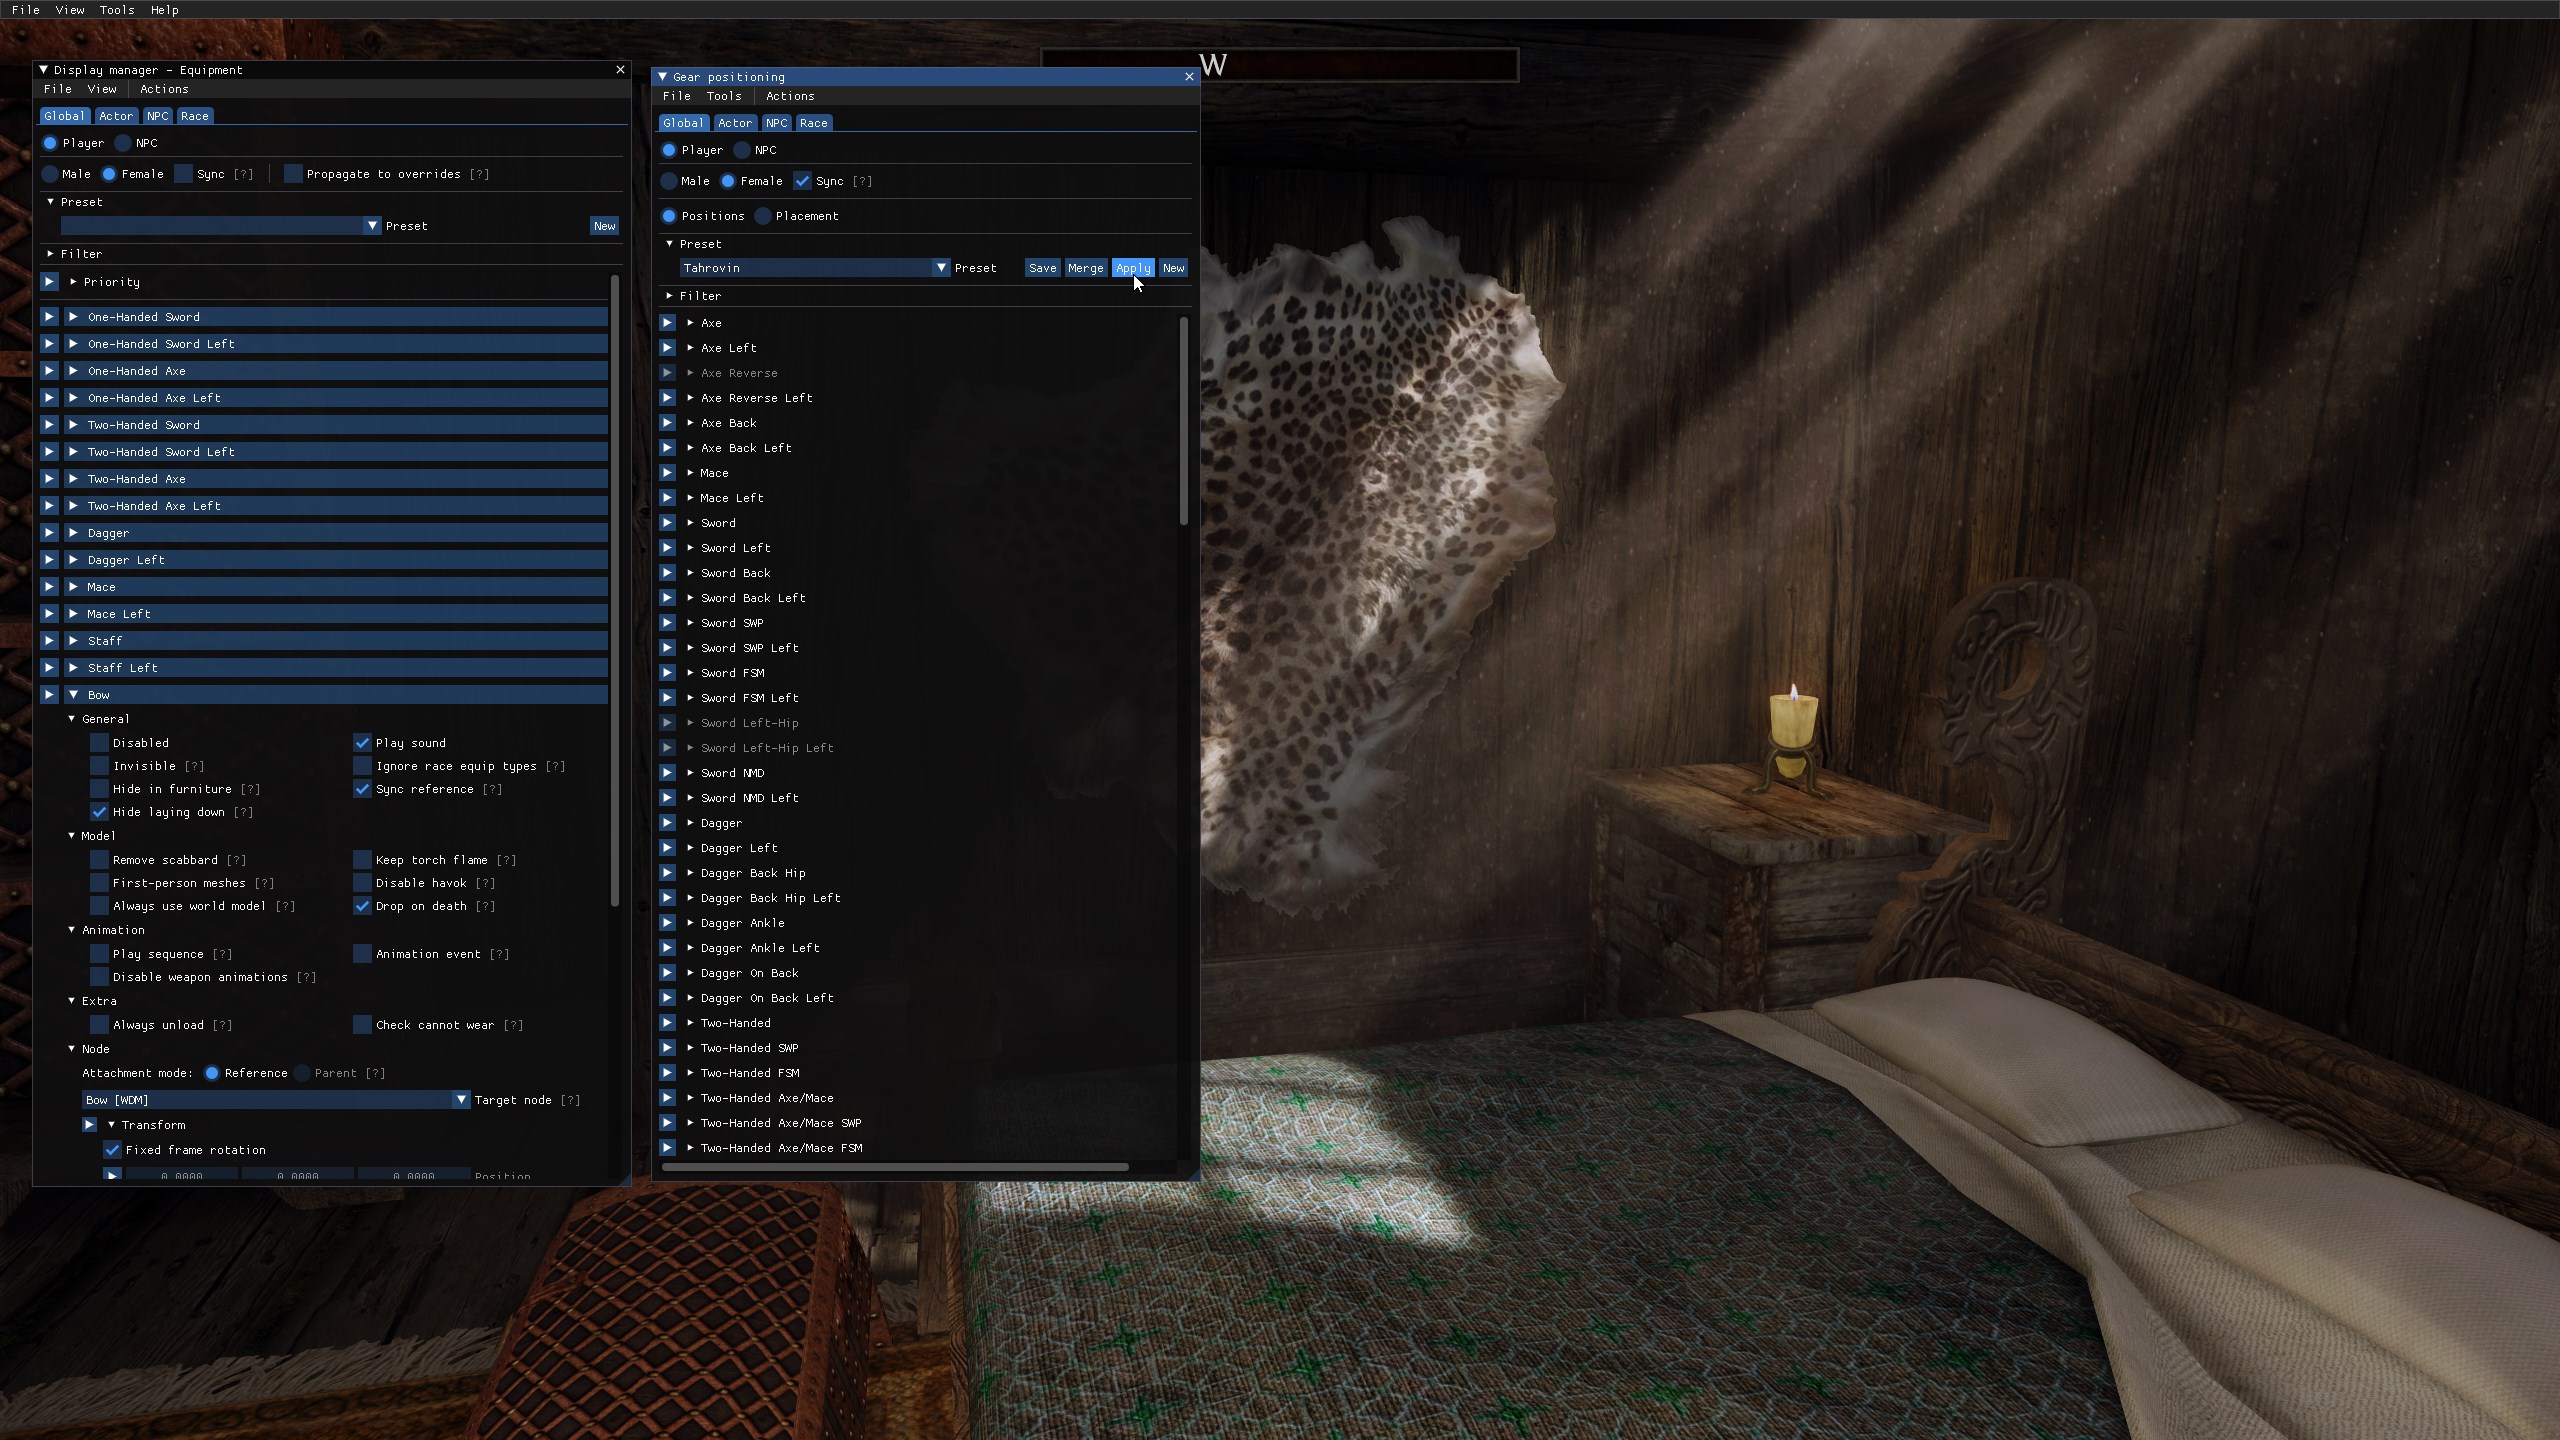 File View Tools Help
W
Display manager - Equipment
File View Actions
Global Actor NPC Race
Player NPC
Male Female Sync [?] Propagate to overrides [?]
Preset
Preset New
Filter
Priority
One-Handed Sword
One-Handed Sword Left
One-Handed Axe
One-Handed Axe Left
Two-Handed Sword
Two-Handed Sword Left
Two-Handed Axe
Two-Handed Axe Left
Dagger
Dagger Left
Mace
Mace Left
Staff
Staff Left
Bow
General
Disabled Play sound
Invisible [?] Ignore race equip types [?]
Hide in furniture [?] Sync reference [?]
Hide laying down [?]
Model
Remove scabbard [?] Keep torch flame [?]
First-person meshes [?] Disable havok [?]
Always use world model [?] Drop on death [?]
Animation
Play sequence [?] Animation event [?]
Disable weapon animations [?]
Extra
Always unload [?] Check cannot wear [?]
Node
Attachment mode: Reference Parent [?]
Bow [WDM] Target node [?]
Transform
Fixed frame rotation
0.0000 0.0000 0.0000 Position
Gear positioning
File Tools Actions
Global Actor NPC Race
Player NPC
Male Female Sync [?]
Positions Placement
Preset
Tahrovin Preset Save Merge Apply New
Filter
Axe
Axe Left
Axe Reverse
Axe Reverse Left
Axe Back
Axe Back Left
Mace
Mace Left
Sword
Sword Left
Sword Back
Sword Back Left
Sword SWP
Sword SWP Left
Sword FSM
Sword FSM Left
Sword Left-Hip
Sword Left-Hip Left
Sword NMD
Sword NMD Left
Dagger
Dagger Left
Dagger Back Hip
Dagger Back Hip Left
Dagger Ankle
Dagger Ankle Left
Dagger On Back
Dagger On Back Left
Two-Handed
Two-Handed SWP
Two-Handed FSM
Two-Handed Axe/Mace
Two-Handed Axe/Mace SWP
Two-Handed Axe/Mace FSM